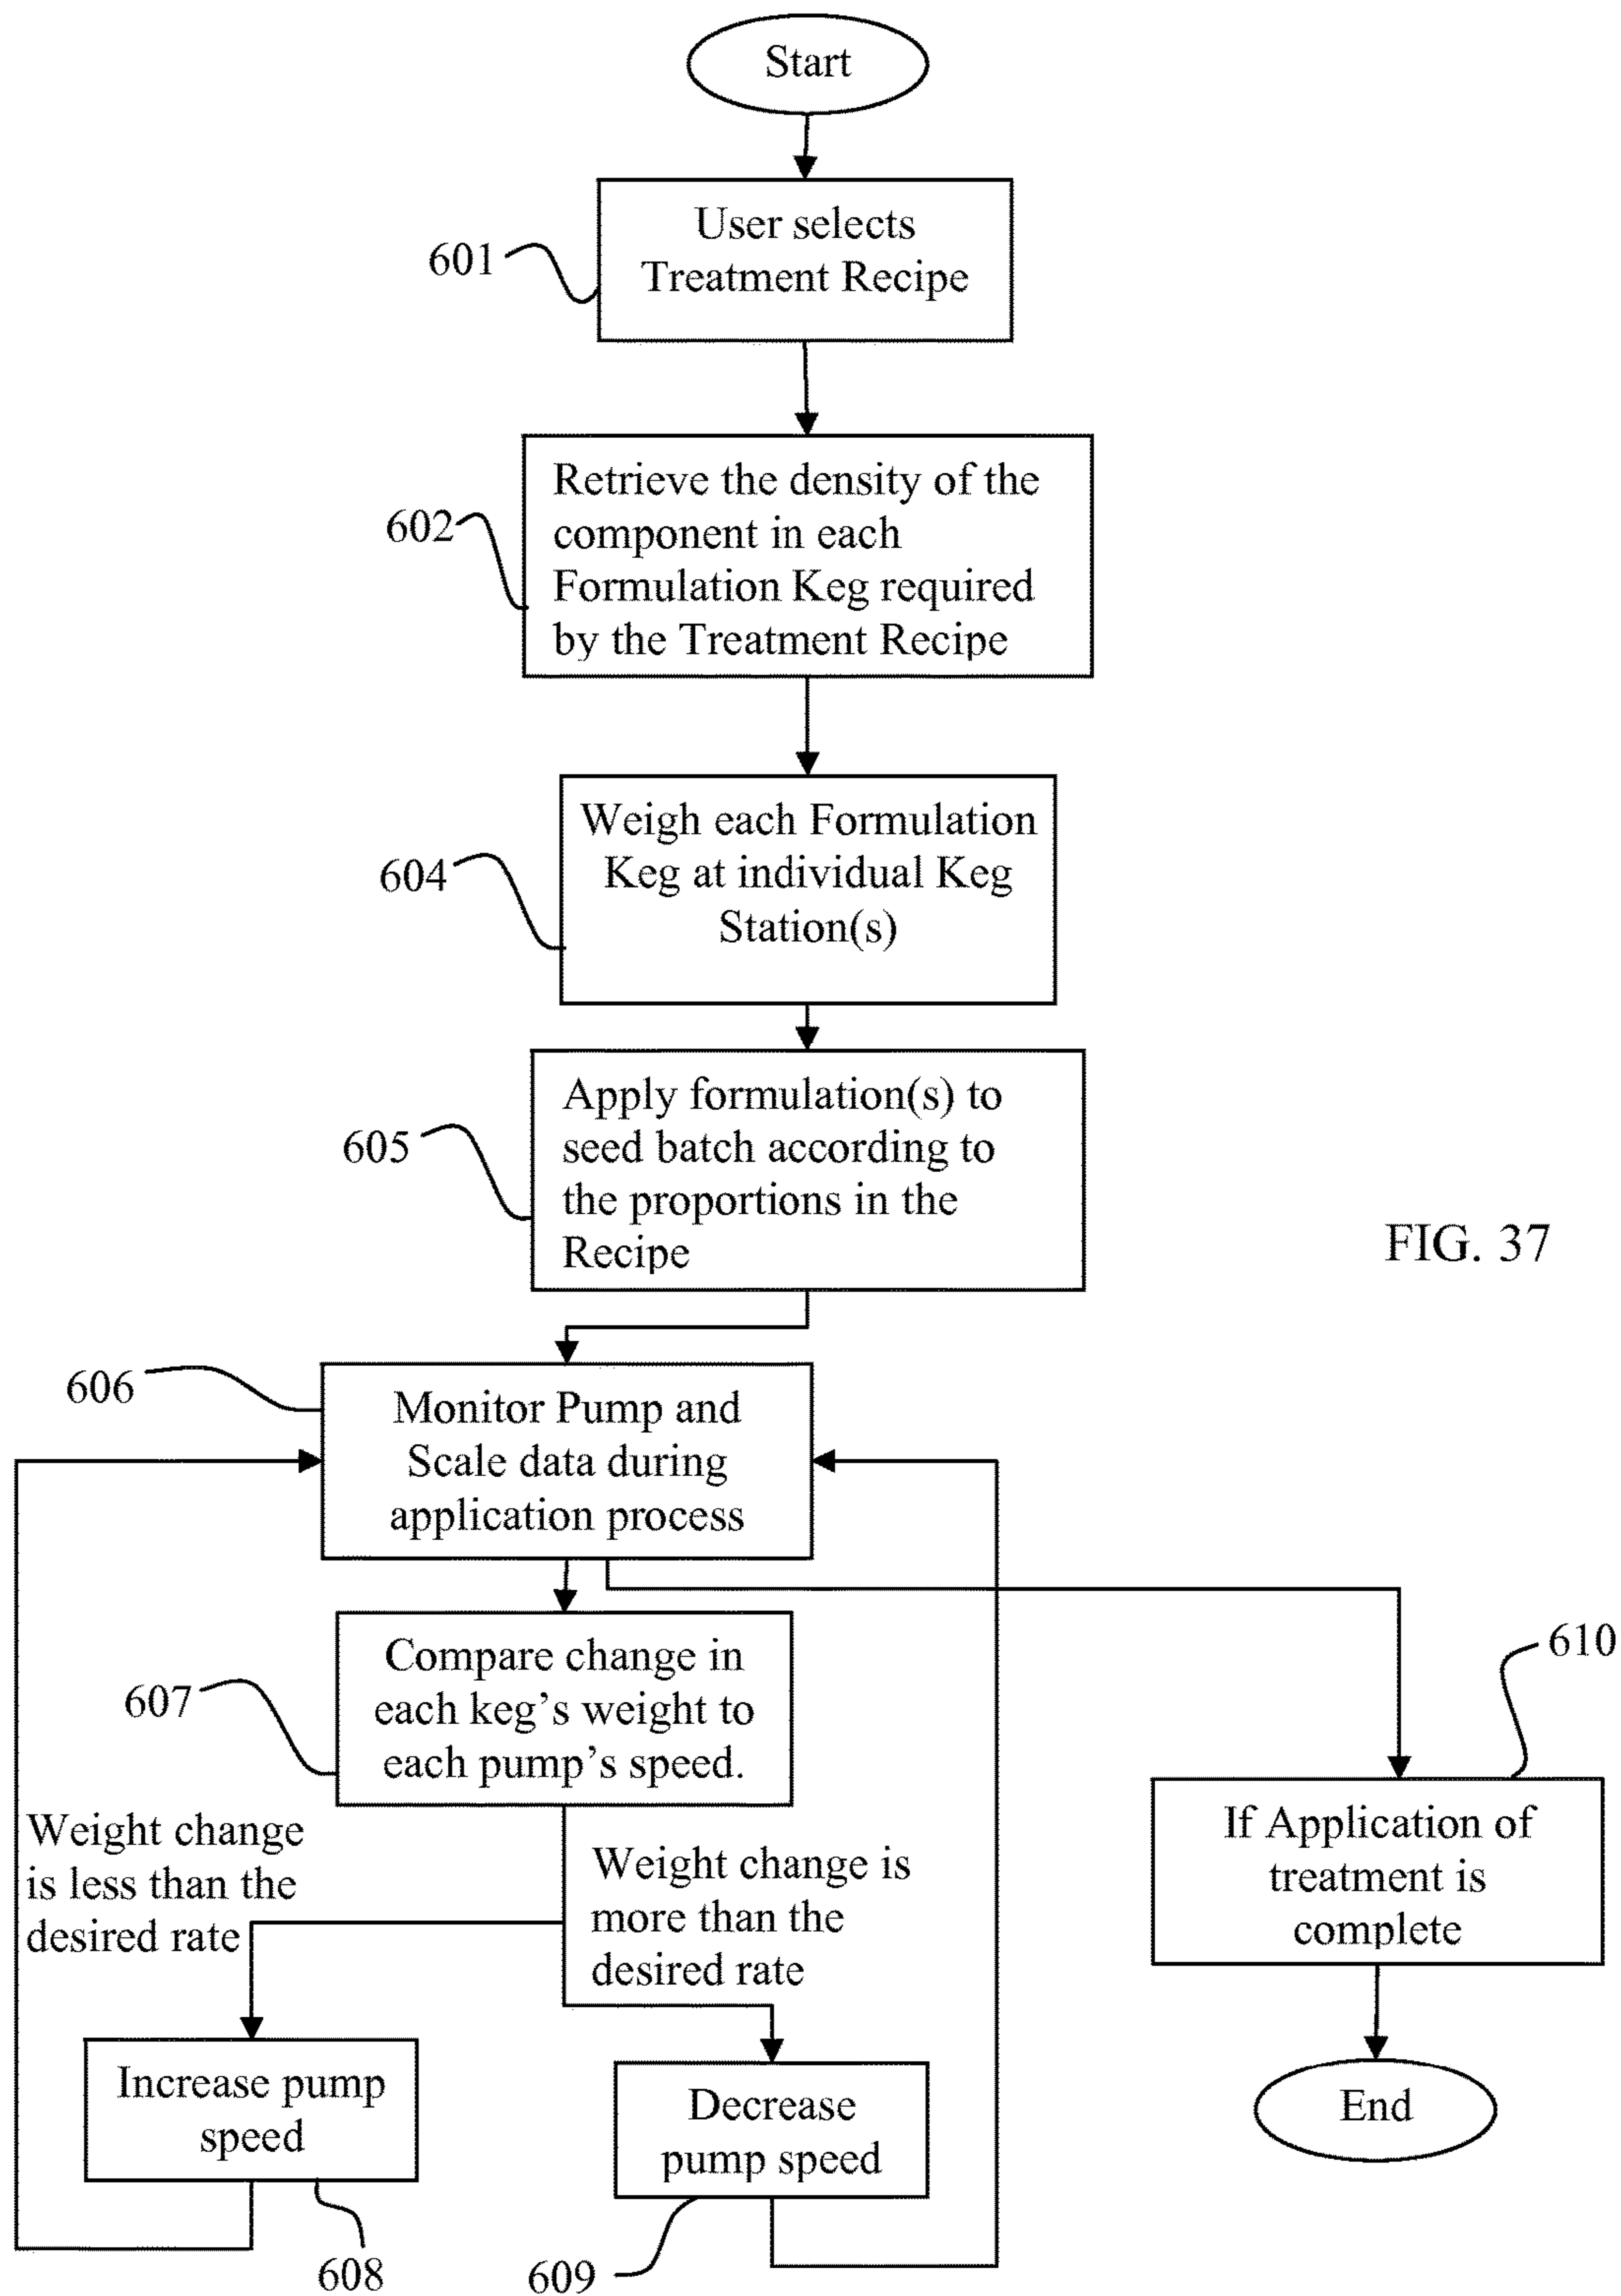 Start
User selects
Treatment Recipe
601
Retrieve the density of the
component in each
Formulation Keg required
by the Treatment Recipe
602
Weigh each Formulation
Keg at individual Keg
Station(s)
604
Apply formulation(s) to
seed batch according to
the proportions in the
Recipe
605
FIG. 37
606
Monitor Pump and
Scale data during
application process
Compare change in
each keg's weight to
each pump's speed.
607
610
If Application of
treatment is
complete
Weight change
is less than the
desired rate
Weight change is
more than the
desired rate
Increase pump
speed
Decrease
pump speed
End
608
609